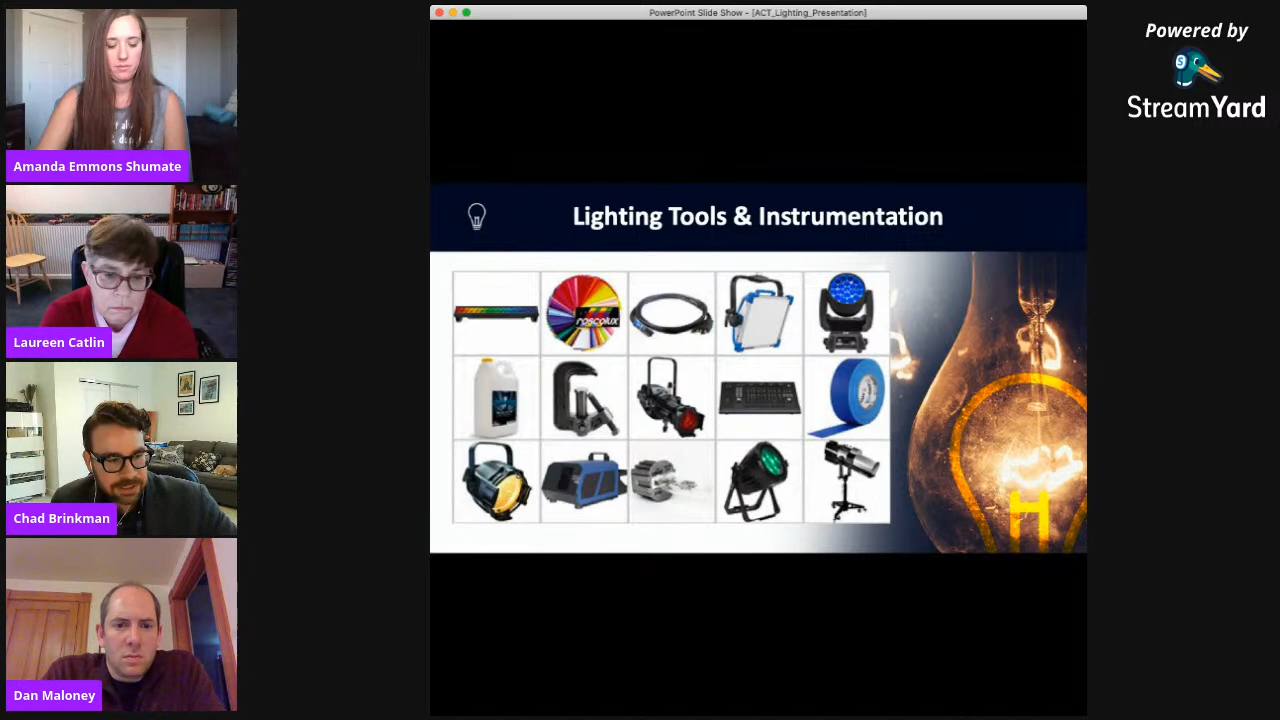 Amanda Emmons Shumate
Laureen Catlin
Chad Brinkman
Dan Maloney
PowerPoint Slide Show - [ACT_Lighting_Presentation]
Lighting Tools & Instrumentation
roscolux
Powered by
StreamYard